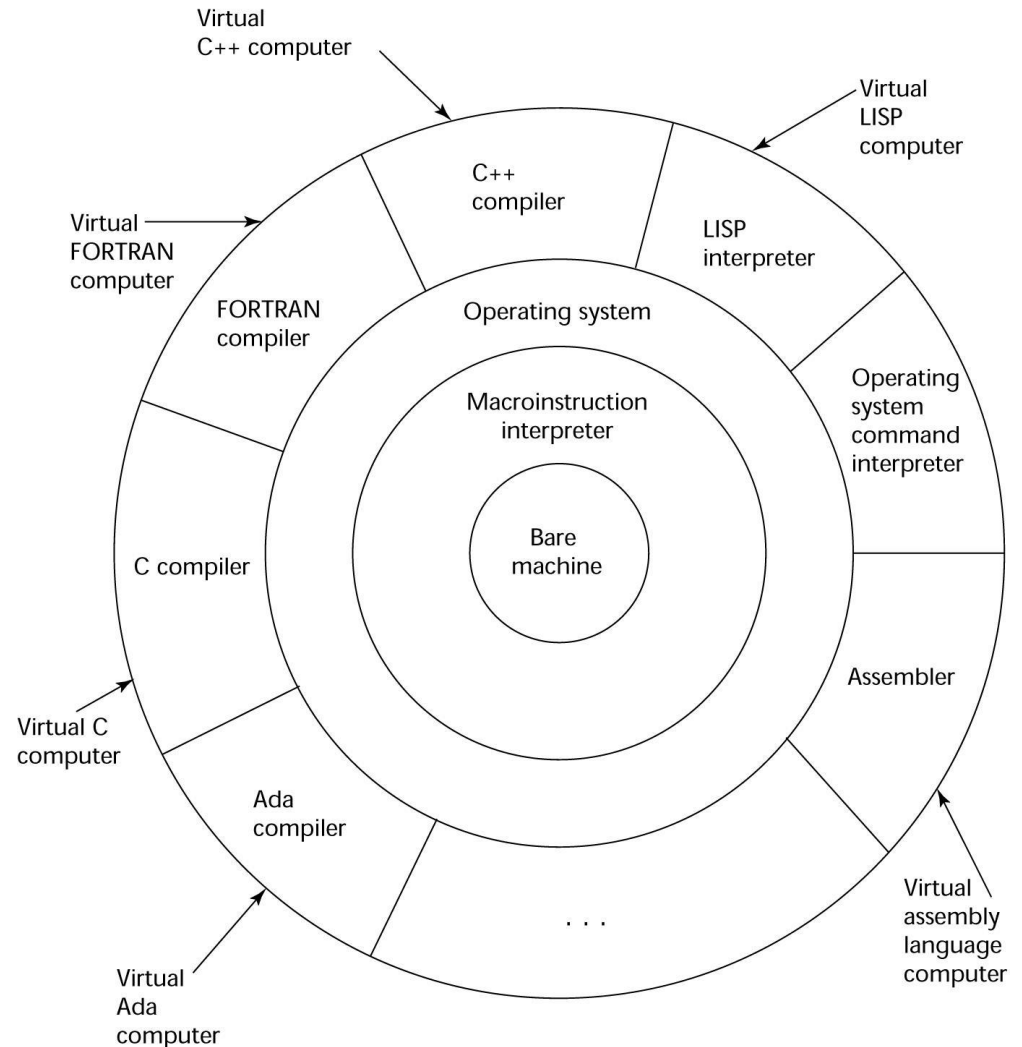 Virtual
C++ computer
Virtual
LISP
computer
C++
compiler
Virtual
FORTRAN
computer
LISP
interpreter
FORTRAN
compiler
Operating system
Operating
system
command
interpreter
Macroinstruction
interpreter
Bare
machine
C compiler
Assembler
Virtual C
computer
Ada
compiler
Virtual
assembly
language
computer
. . .
Virtual
Ada
computer